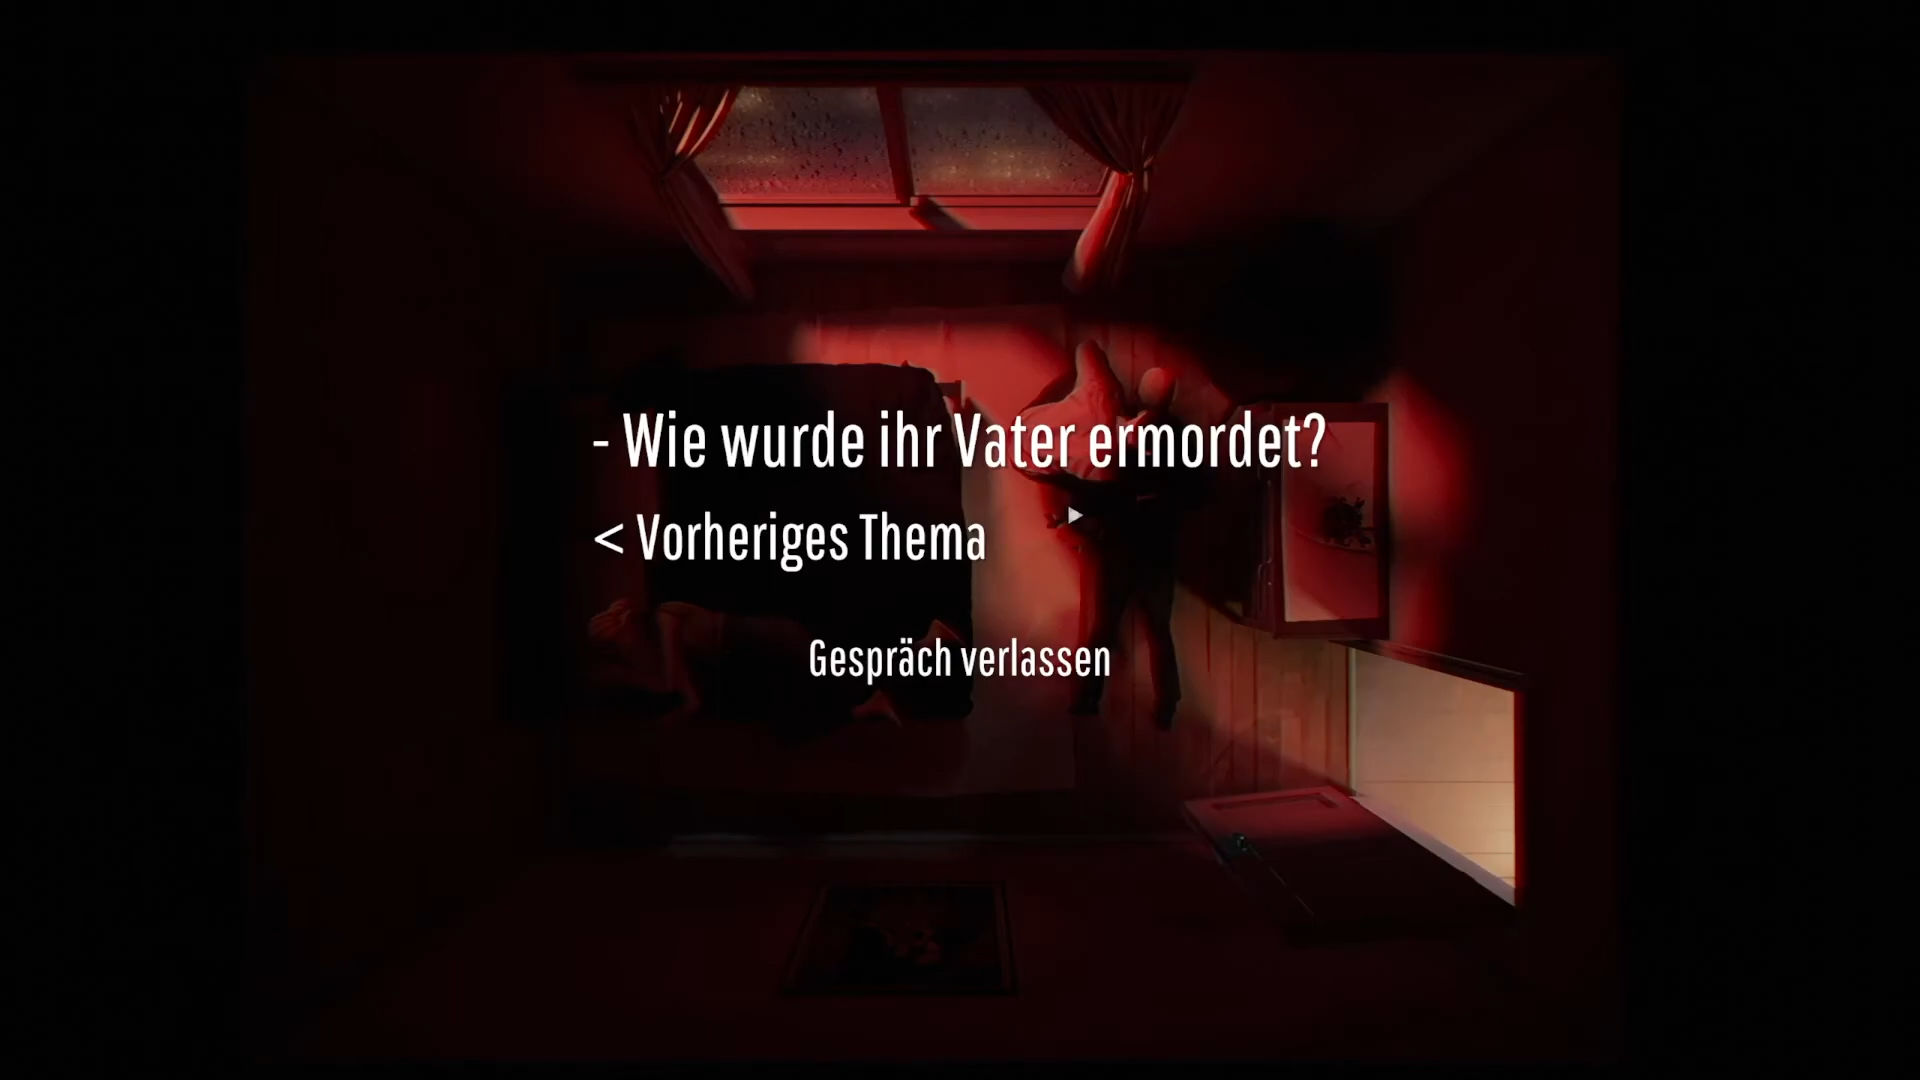 - Wie wurde ihr Vater ermordet?
< Vorheriges Thema
Gespräch verlassen